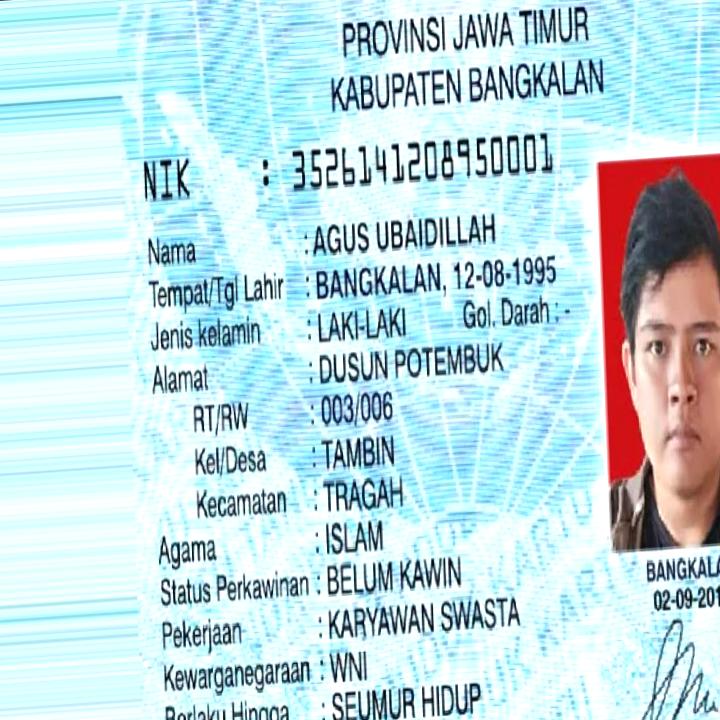 PROVINSI JAWA TIMUR
KABUPATEN BANGKALAN
NIK : 3526141208950001
Nama : AGUS UBAIDILLAH
Tempat/Tgl Lahir : BANGKALAN, 12-08-1995
Jenis kelamin : LAKI-LAKI Gol. Darah : -
Alamat : DUSUN POTEMBUK
RT/RW : 003/006
Kel/Desa : TAMBIN
Kecamatan : TRAGAH
Agama : ISLAM
Status Perkawinan : BELUM KAWIN
Pekerjaan : KARYAWAN SWASTA
Kewarganegaraan : WNI
Berlaku Hingga : SEUMUR HIDUP
BANGKALA
02-09-201